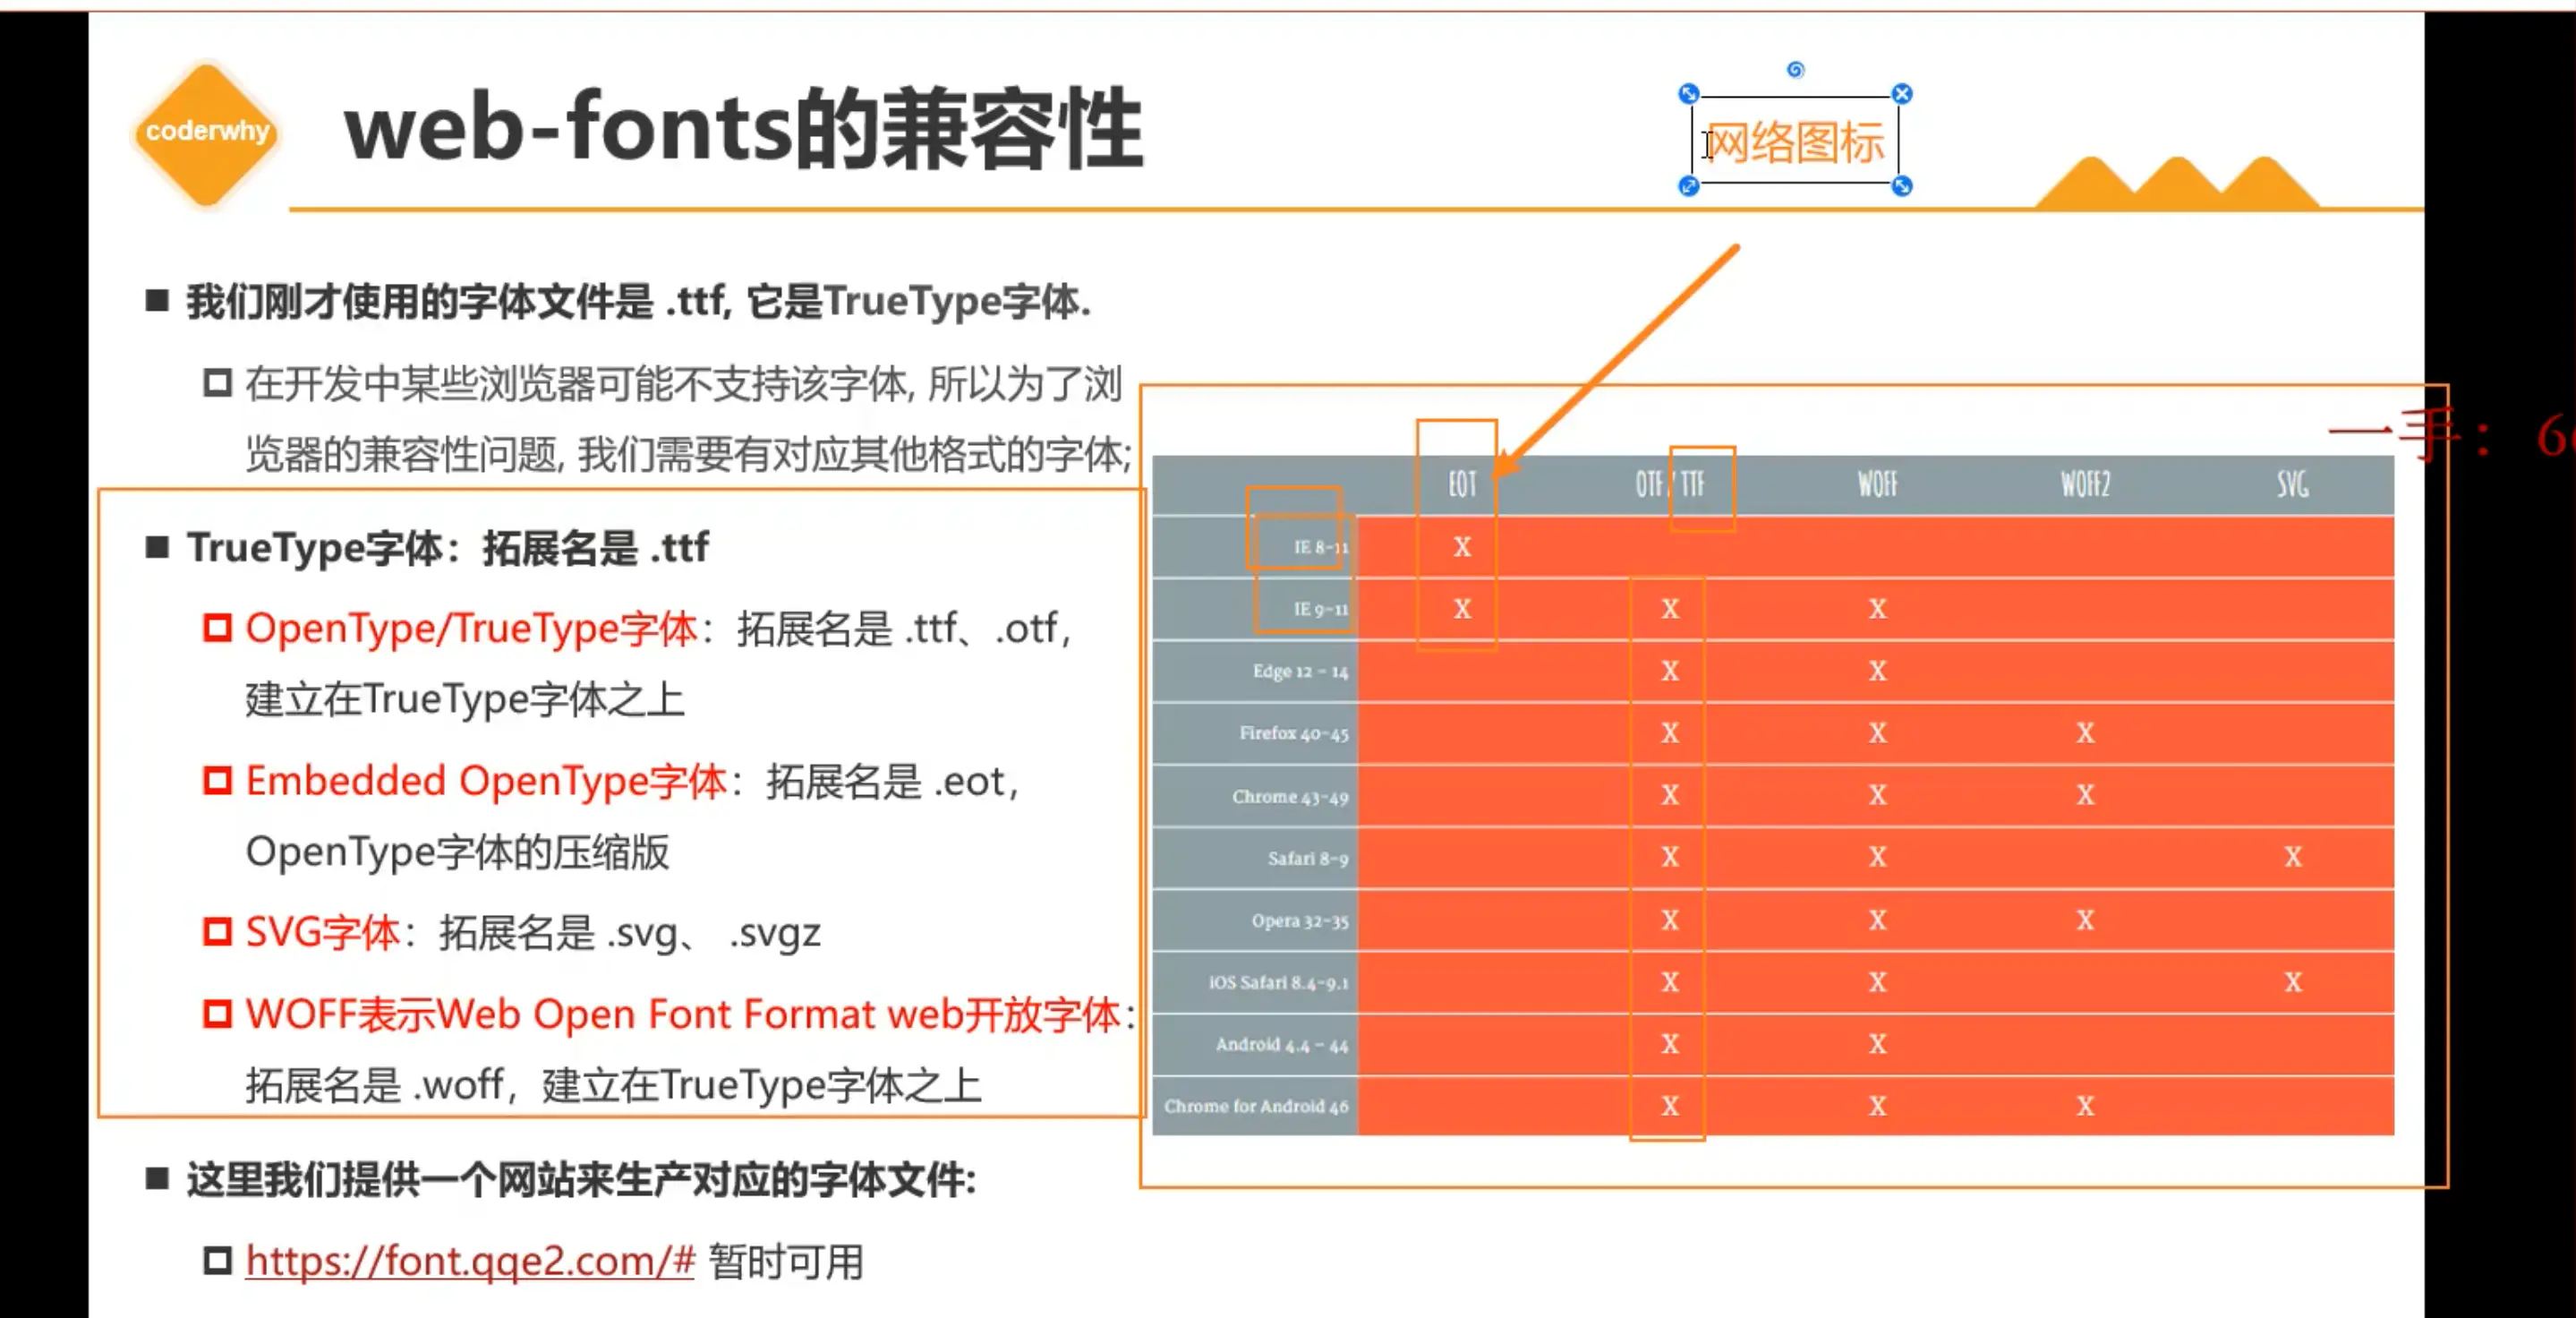 coderwhy
web-fonts的兼容性
网络图标
我们刚才使用的字体文件是 .ttf, 它是TrueType字体.
在开发中某些浏览器可能不支持该字体, 所以为了浏
览器的兼容性问题, 我们需要有对应其他格式的字体;
TrueType字体：拓展名是 .ttf
OpenType/TrueType字体：拓展名是 .ttf、.otf，
建立在TrueType字体之上
Embedded OpenType字体：拓展名是 .eot，
OpenType字体的压缩版
SVG字体：拓展名是 .svg、 .svgz
WOFF表示Web Open Font Format web开放字体：
拓展名是 .woff，建立在TrueType字体之上
这里我们提供一个网站来生产对应的字体文件:
https://font.qqe2.com/# 暂时可用
一手：6
EOT OTF / TTF WOFF WOFF2 SVG
IE 8-11 X
IE 9-11 X X X
Edge 12 - 14 X X
Firefox 40-45 X X X
Chrome 43-49 X X X
Safari 8-9 X X X
Opera 32-35 X X X
iOS Safari 8.4-9.1 X X X
Android 4.4 - 44 X X
Chrome for Android 46 X X X